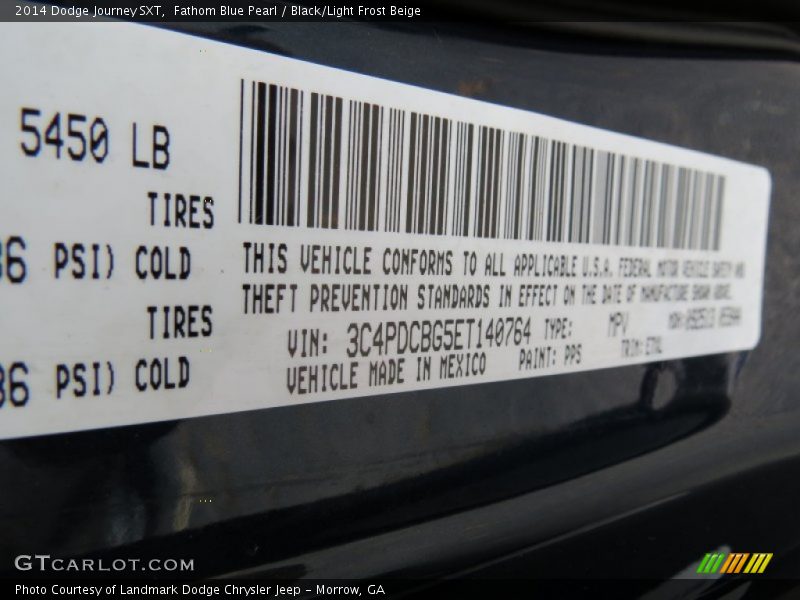 2014 Dodge Journey SXT,  Fathom Blue Pearl / Black/Light Frost Beige
5450 LB
TIRES
36 PSI) COLD
TIRES
36 PSI) COLD
THIS VEHICLE CONFORMS TO ALL APPLICABLE U.S.A. FEDERAL MOTOR VEHICLE SAFETY AND
THEFT PREVENTION STANDARDS IN EFFECT ON THE DATE OF MANUFACTURE SHOWN ABOVE.
VIN: 3C4PDCBG5ET140764 TYPE: MPV
VEHICLE MADE IN MEXICO PAINT: PPS TRIM:
GTCARLOT.COM
Photo Courtesy of Landmark Dodge Chrysler Jeep - Morrow, GA